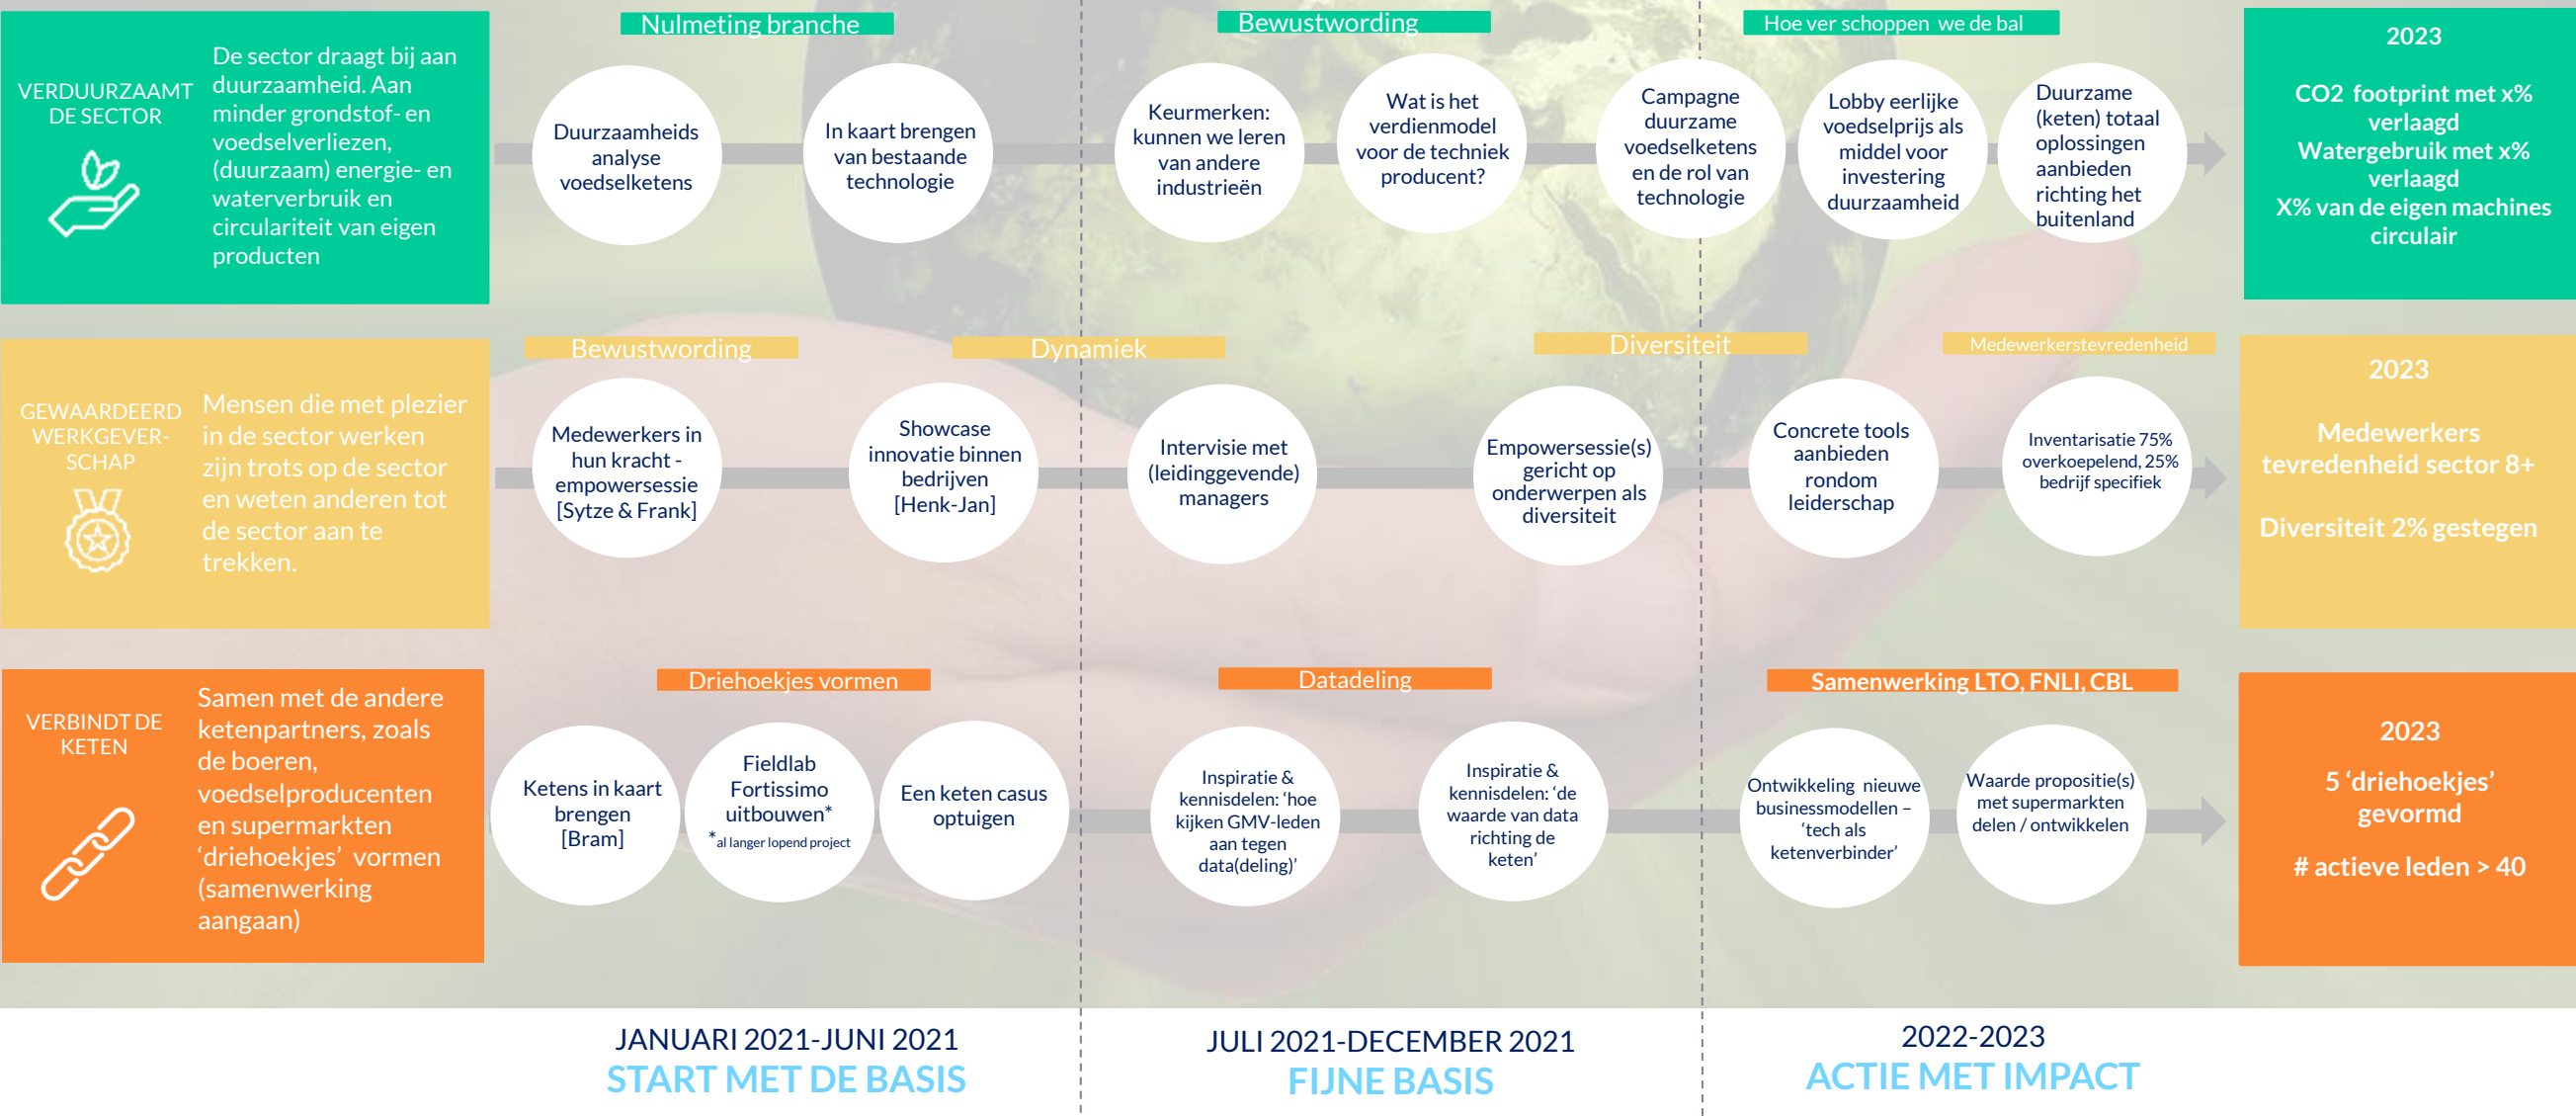 VERDUURZAAMT
DE SECTOR
De sector draagt bij aan
duurzaamheid. Aan
minder grondstof- en
voedselverliezen,
(duurzaam) energie- en
waterverbruik en
circulariteit van eigen
producten
Nulmeting branche
Duurzaamheids
analyse
voedselketens
In kaart brengen
van bestaande
technologie
Bewustwording
Keurmerken:
kunnen we leren
van andere
industrieën
Wat is het
verdienmodel
voor de techniek
producent?
Hoe ver schoppen we de bal
Campagne
duurzame
voedselketens
en de rol van
technologie
Lobby eerlijke
voedselprijs als
middel voor
investering
duurzaamheid
Duurzame
(keten) totaal
oplossingen
aanbieden
richting het
buitenland
2023
CO2 footprint met x%
verlaagd
Watergebruik met x%
verlaagd
X% van de eigen machines
circulair
GEWAARDEERD
WERKGEVER-
SCHAP
Mensen die met plezier
in de sector werken
zijn trots op de sector
en weten anderen tot
de sector aan te
trekken.
Bewustwording
Medewerkers in
hun kracht -
empowersessie
[Sytze & Frank]
Dynamiek
Showcase
innovatie binnen
bedrijven
[Henk-Jan]
Intervisie met
(leidinggevende)
managers
Diversiteit
Empowersessie(s)
gericht op
onderwerpen als
diversiteit
Concrete tools
aanbieden
rondom
leiderschap
Medewerkerstevredenheid
Inventarisatie 75%
overkoepelend, 25%
bedrijf specifiek
2023
Medewerkers
tevredenheid sector 8+
Diversiteit 2% gestegen
VERBINDT DE
KETEN
Samen met de andere
ketenpartners, zoals
de boeren,
voedselproducenten
en supermarkten
‘driehoekjes’ vormen
(samenwerking
aangaan)
Driehoekjes vormen
Ketens in kaart
brengen
[Bram]
Fieldlab
Fortissimo
uitbouwen*
*al langer lopend project
Een keten casus
optuigen
Datadeling
Inspiratie &
kennisdelen: ‘hoe
kijken GMV-leden
aan tegen
data(deling)’
Inspiratie &
kennisdelen: ‘de
waarde van data
richting de
keten’
Samenwerking LTO, FNLI, CBL
Ontwikkeling nieuwe
businessmodellen –
‘tech als
ketenverbinder’
Waarde propositie(s)
met supermarkten
delen / ontwikkelen
2023
5 ‘driehoekjes’
gevormd
# actieve leden > 40
JANUARI 2021-JUNI 2021
START MET DE BASIS
JULI 2021-DECEMBER 2021
FIJNE BASIS
2022-2023
ACTIE MET IMPACT